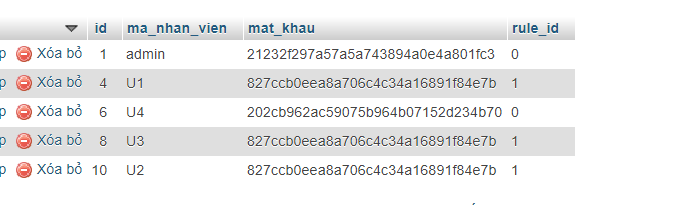 id ma_nhan_vien mat_khau rule_id
p Xóa bỏ 1 admin 21232f297a57a5a743894a0e4a801fc3 0
p Xóa bỏ 4 U1 827ccb0eea8a706c4c34a16891f84e7b 1
p Xóa bỏ 6 U4 202cb962ac59075b964b07152d234b70 0
p Xóa bỏ 8 U3 827ccb0eea8a706c4c34a16891f84e7b 1
p Xóa bỏ 10 U2 827ccb0eea8a706c4c34a16891f84e7b 1